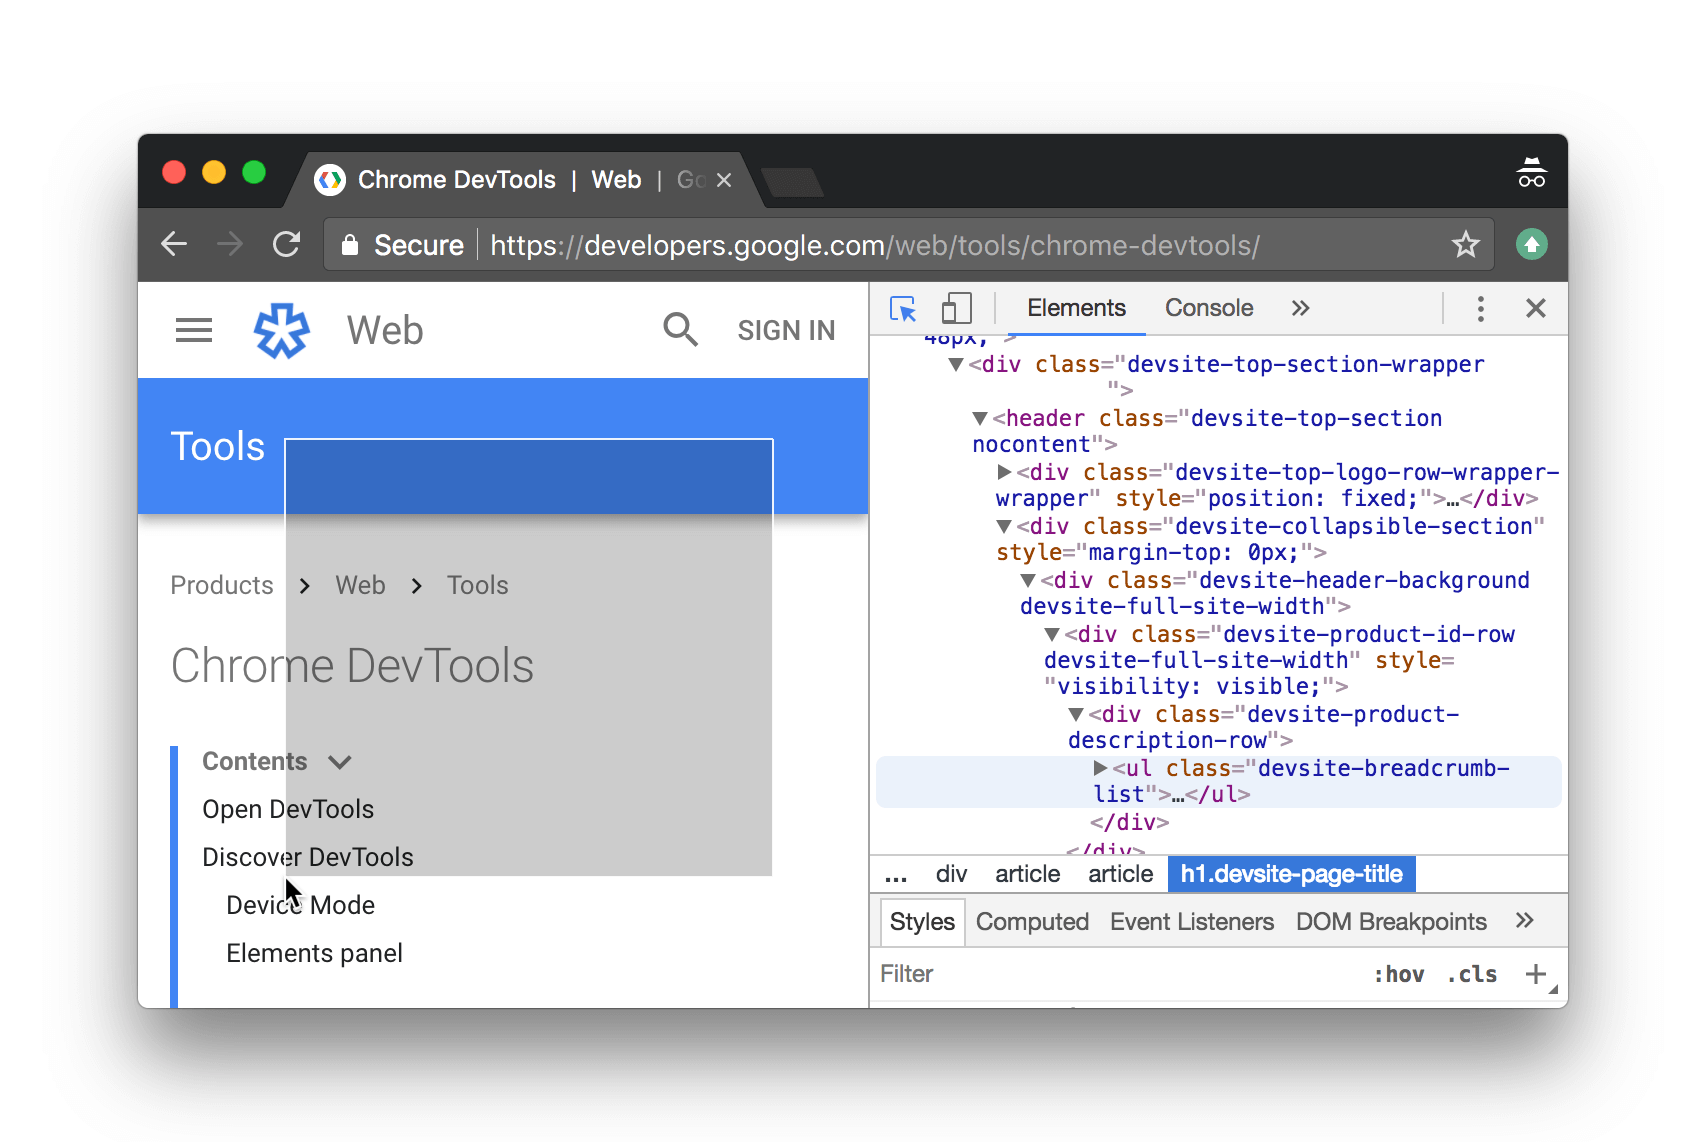 Chrome DevTools | Web | Go
Secure https://developers.google.com/web/tools/chrome-devtools/
Web SIGN IN
Tools
Products Web Tools
Chrome DevTools
Contents
Open DevTools
Discover DevTools
Device Mode
Elements panel
Elements Console »
48px; ">
<div class="devsite-top-section-wrapper
">
<header class="devsite-top-section
nocontent">
<div class="devsite-top-logo-row-wrapper-
wrapper" style="position: fixed;">…</div>
<div class="devsite-collapsible-section"
style="margin-top: 0px;">
<div class="devsite-header-background
devsite-full-site-width">
<div class="devsite-product-id-row
devsite-full-site-width" style=
"visibility: visible;">
<div class="devsite-product-
description-row">
<ul class="devsite-breadcrumb-
list">…</ul>
</div>
</div>
... div article article h1.devsite-page-title
Styles Computed Event Listeners DOM Breakpoints »
Filter :hov .cls +